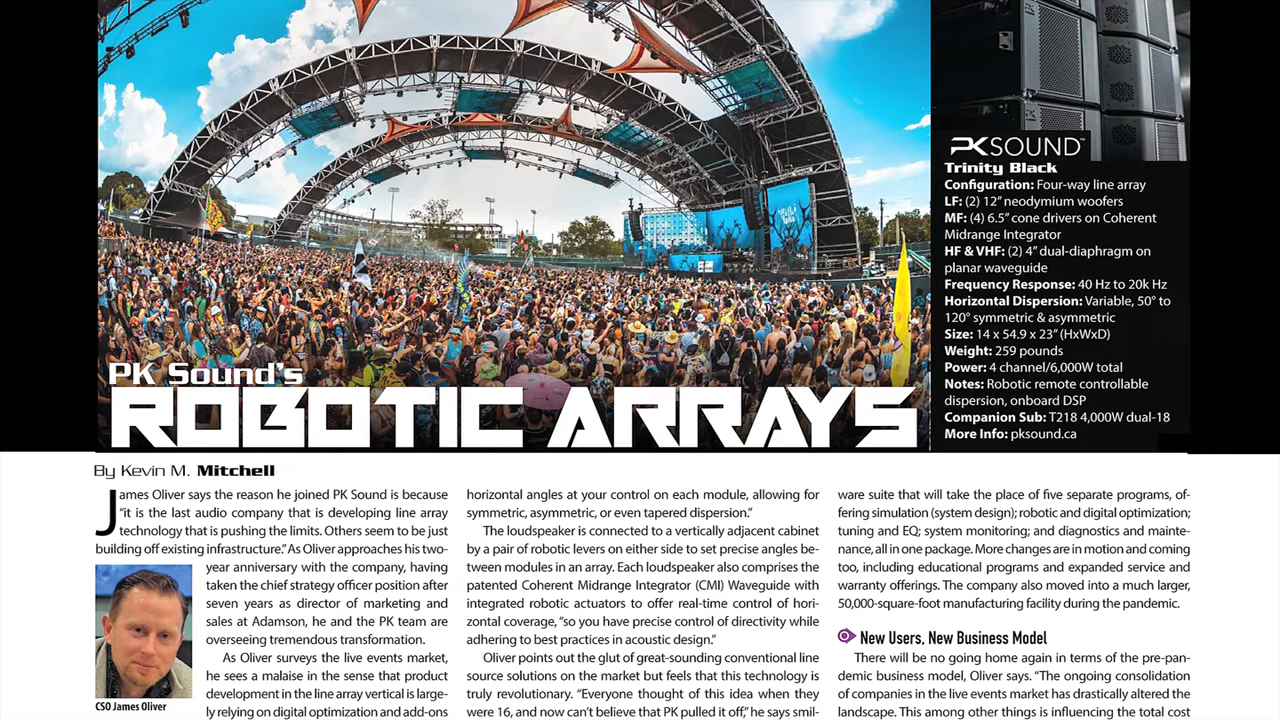 PK SOUND™
Trinity Black
Configuration: Four-way line array
LF: (2) 12” neodymium woofers
MF: (4) 6.5” cone drivers on Coherent
Midrange Integrator
HF & VHF: (2) 4” dual-diaphragm on
planar waveguide
Frequency Response: 40 Hz to 20k Hz
Horizontal Dispersion: Variable, 50° to
120° symmetric & asymmetric
Size: 14 x 54.9 x 23” (HxWxD)
Weight: 259 pounds
Power: 4 channel/6,000W total
Notes: Robotic remote controllable
dispersion, onboard DSP
Companion Sub: T218 4,000W dual-18
More Info: pksound.ca
PK Sound’s
ROBOTIC ARRAYS
By Kevin M. Mitchell
James Oliver says the reason he joined PK Sound is because
“it is the last audio company that is developing line array
technology that is pushing the limits. Others seem to be just
building off existing infrastructure.” As Oliver approaches his two-
year anniversary with the company, having
taken the chief strategy officer position after
seven years as director of marketing and
sales at Adamson, he and the PK team are
overseeing tremendous transformation.
As Oliver surveys the live events market,
he sees a malaise in the sense that product
development in the line array vertical is large-
ly relying on digital optimization and add-ons
CSO James Oliver
horizontal angles at your control on each module, allowing for
symmetric, asymmetric, or even tapered dispersion.”
The loudspeaker is connected to a vertically adjacent cabinet
by a pair of robotic levers on either side to set precise angles be-
tween modules in an array. Each loudspeaker also comprises the
patented Coherent Midrange Integrator (CMI) Waveguide with
integrated robotic actuators to offer real-time control of hori-
zontal coverage, “so you have precise control of directivity while
adhering to best practices in acoustic design.”
Oliver points out the glut of great-sounding conventional line
source solutions on the market but feels that this technology is
truly revolutionary. “Everyone thought of this idea when they
were 16, and now can’t believe that PK pulled it off,” he says smil-
ware suite that will take the place of five separate programs, of-
fering simulation (system design); robotic and digital optimization;
tuning and EQ; system monitoring; and diagnostics and mainte-
nance, all in one package. More changes are in motion and coming
too, including educational programs and expanded service and
warranty offerings. The company also moved into a much larger,
50,000-square-foot manufacturing facility during the pandemic.
New Users, New Business Model
There will be no going home again in terms of the pre-pan-
demic business model, Oliver says. “The ongoing consolidation
of companies in the live events market has drastically altered the
landscape. This among other things is influencing the total cost